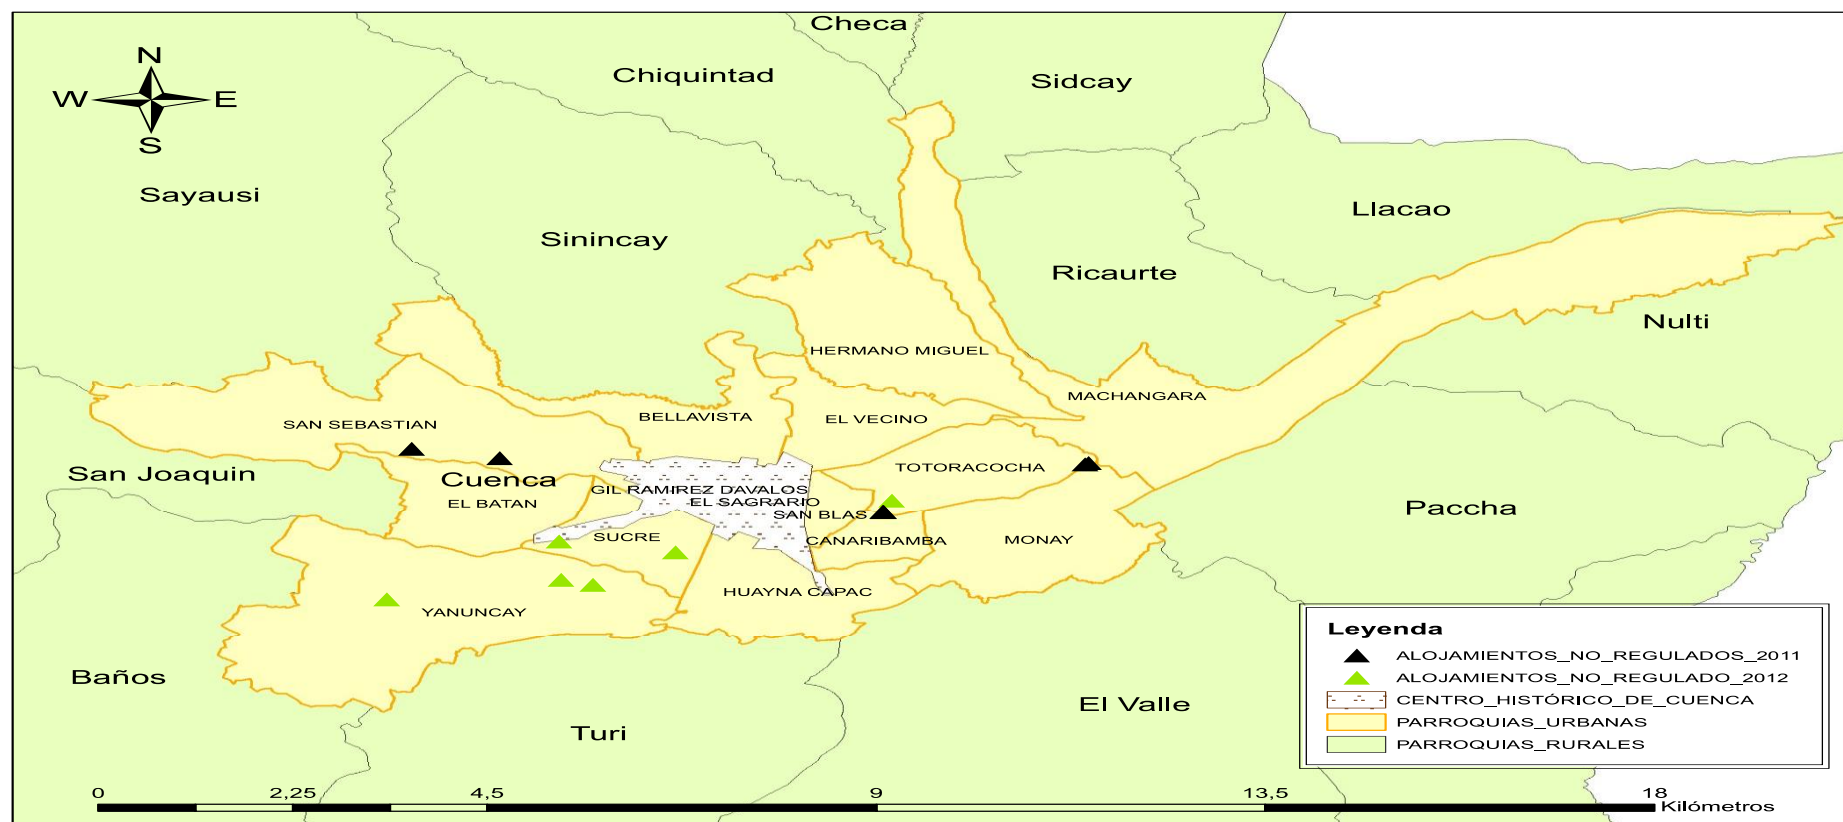 Checa
N
Chiquintad
Sidcay
W
E
S
Sayausi
Llacao
Sinincay
Ricaurte
Nulti
HERMANO MIGUEL
MACHANGARA
BELLAVISTA
EL VECINO
SAN SEBASTIAN
San Joaquin
TOTORACOCHA
Cuenca
GIL RAMIREZ DAVALOS
EL BATAN
EL SAGRARIO
Paccha
SAN BLAS
SUCRE
CANARIBAMBA
MONAY
HUAYNA CAPAC
YANUNCAY
Baños
El Valle
Turi
Leyenda
ALOJAMIENTOS_NO_REGULADOS_2011
ALOJAMIENTOS_NO_REGULADO_2012
CENTRO_HISTÓRICO_DE_CUENCA
PARROQUIAS_URBANAS
PARROQUIAS_RURALES
0 2,25 4,5 9 13,5 18
Kilómetros